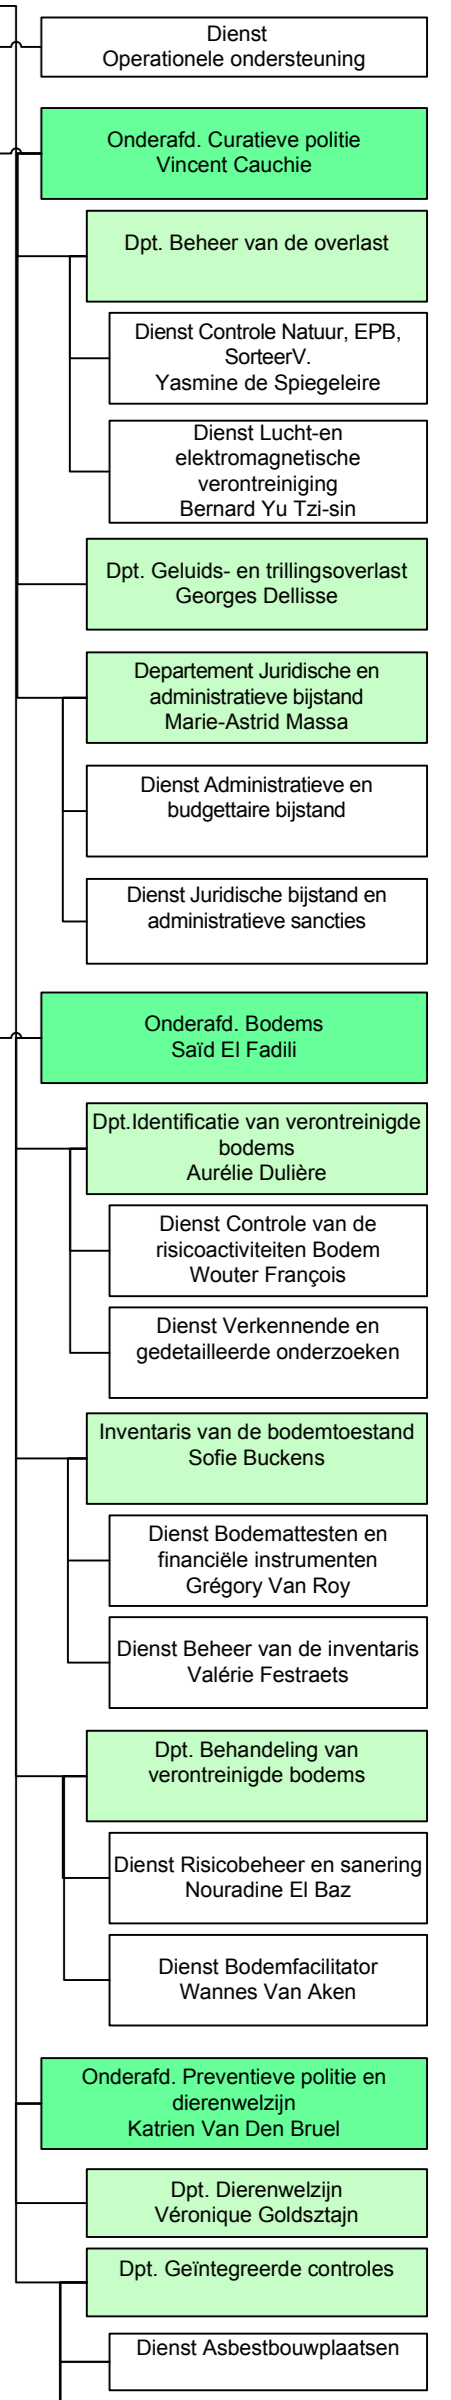 Dienst
Operationele ondersteuning
Onderafd. Curatieve politie
Vincent Cauchie
Dpt. Beheer van de overlast
Dienst Controle Natuur, EPB,
SorteerV.
Yasmine de Spiegeleire
Dienst Lucht-en
elektromagnetische
verontreiniging
Bernard Yu Tzi-sin
Dpt. Geluids- en trillingsoverlast
Georges Dellisse
Departement Juridische en
administratieve bijstand
Marie-Astrid Massa
Dienst Administratieve en
budgettaire bijstand
Dienst Juridische bijstand en
administratieve sancties
Onderafd. Bodems
Saïd El Fadili
Dpt.Identificatie van verontreinigde
bodems
Aurélie Dulière
Dienst Controle van de
risicoactiviteiten Bodem
Wouter François
Dienst Verkennende en
gedetailleerde onderzoeken
Inventaris van de bodemtoestand
Sofie Buckens
Dienst Bodemattesten en
financiële instrumenten
Grégory Van Roy
Dienst Beheer van de inventaris
Valérie Festraets
Dpt. Behandeling van
verontreinigde bodems
Dienst Risicobeheer en sanering
Nouradine El Baz
Dienst Bodemfacilitator
Wannes Van Aken
Onderafd. Preventieve politie en
dierenwelzijn
Katrien Van Den Bruel
Dpt. Dierenwelzijn
Véronique Goldsztajn
Dpt. Geïntegreerde controles
Dienst Asbestbouwplaatsen